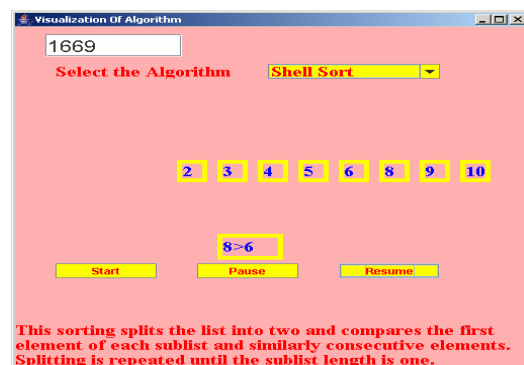 Visualization Of Algorithm
1669
Select the Algorithm Shell Sort
2 3 4 5 6 8 9 10
8>6
Start Pause Resume
This sorting splits the list into two and compares the first
element of each sublist and similarly consecutive elements.
Splitting is repeated until the sublist length is one.